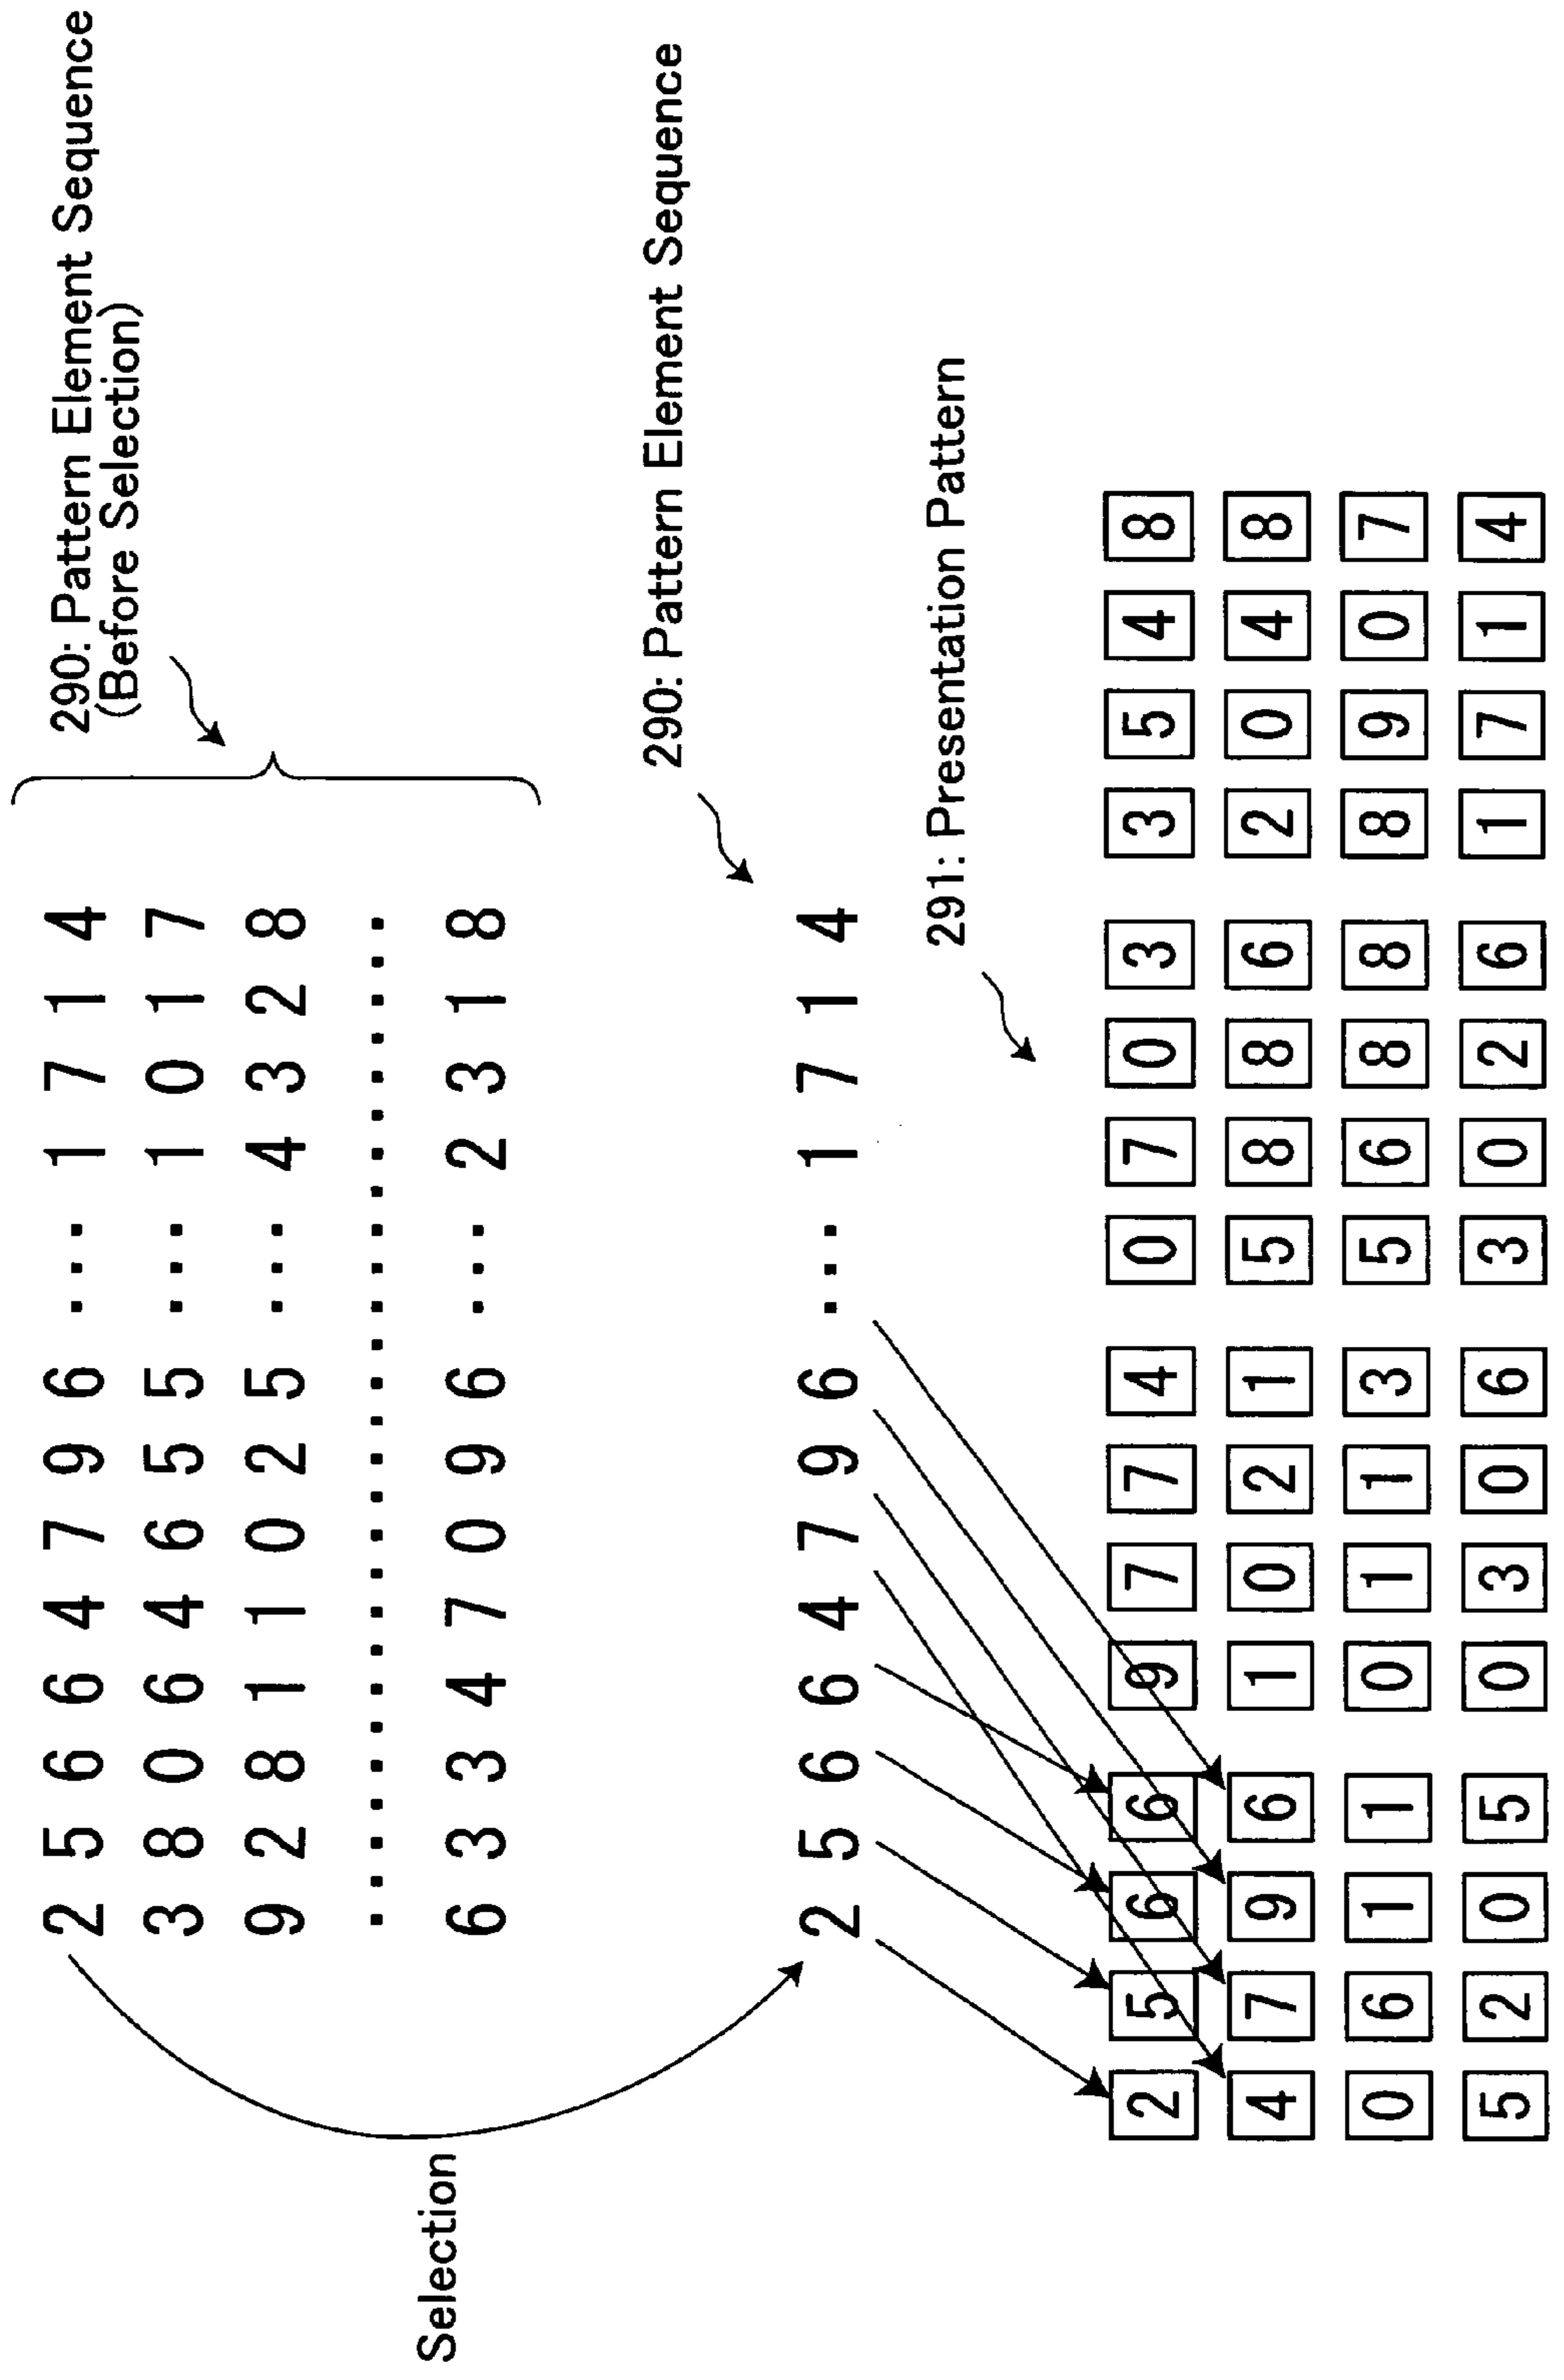 290: Pattern Element Sequence
(Before Selection)
2 5 6 6 4 7 9 6 ... 1 7 1 4
3 8 0 6 4 6 5 5 ... 1 0 1 7
9 2 8 1 1 0 2 5 ... 4 3 2 8
6 3 3 4 7 0 9 6 ... 2 3 1 8
Selection
290: Pattern Element Sequence
2 5 6 6 4 7 9 6 ... 1 7 1 4
291: Presentation Pattern
2 5 6 6 9 7 7 4 0 7 0 3 3 5 4 8
4 7 9 6 1 0 2 1 5 8 8 6 2 0 4 8
0 6 1 1 0 1 1 3 5 6 8 8 8 9 0 7
5 2 0 5 0 3 0 6 3 0 2 6 1 7 1 4